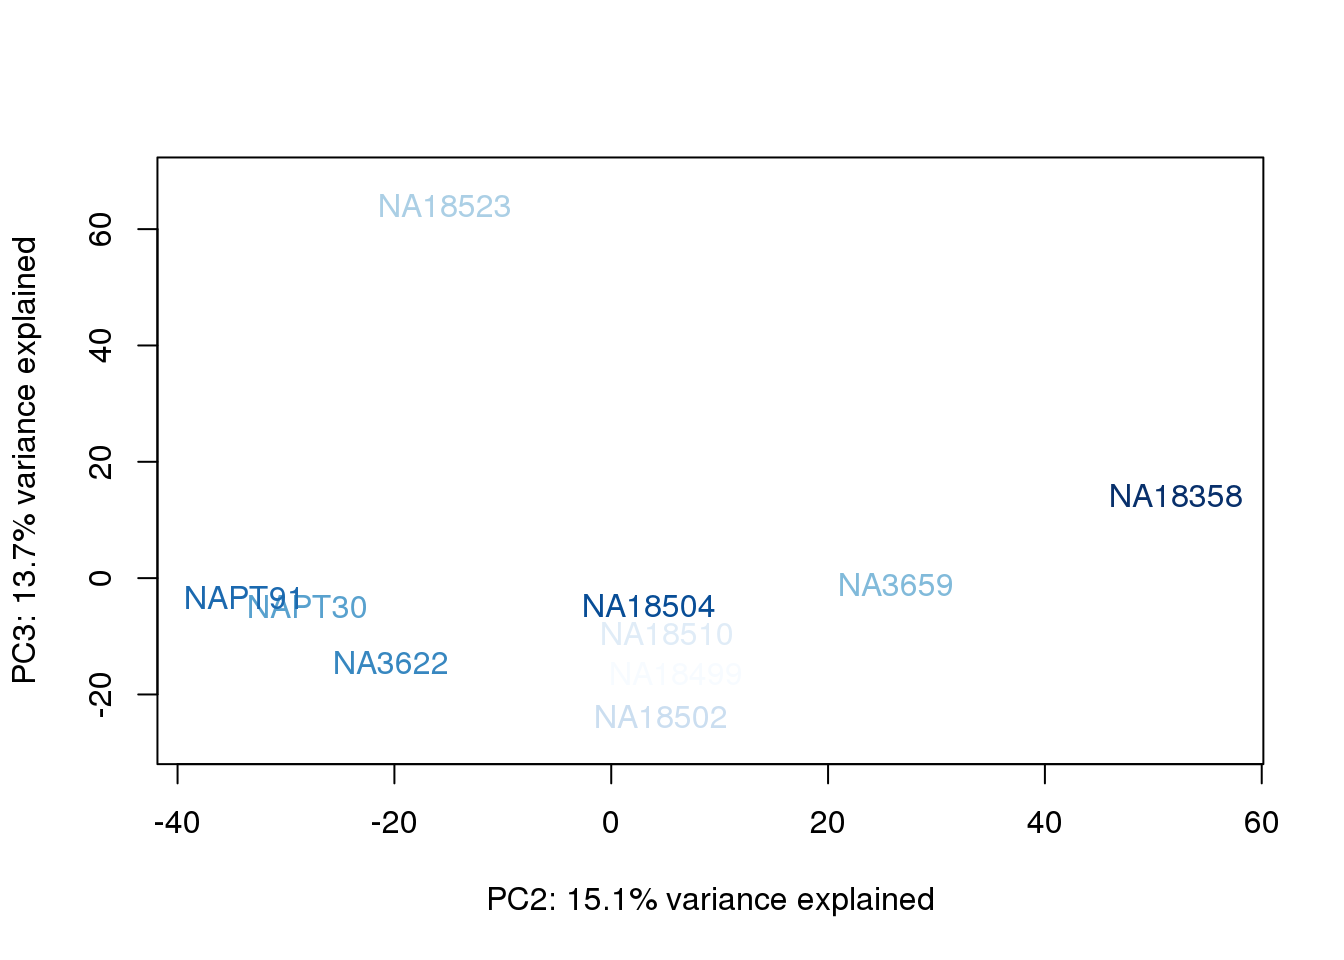 NA18523
NA18358
NA3659
NAPT91
NAPT30
NA18504
NA18510
NA3622
NA18499
NA18502
60
40
20
0
-20
PC3: 13.7% variance explained
-40
-20
0
20
40
60
PC2: 15.1% variance explained